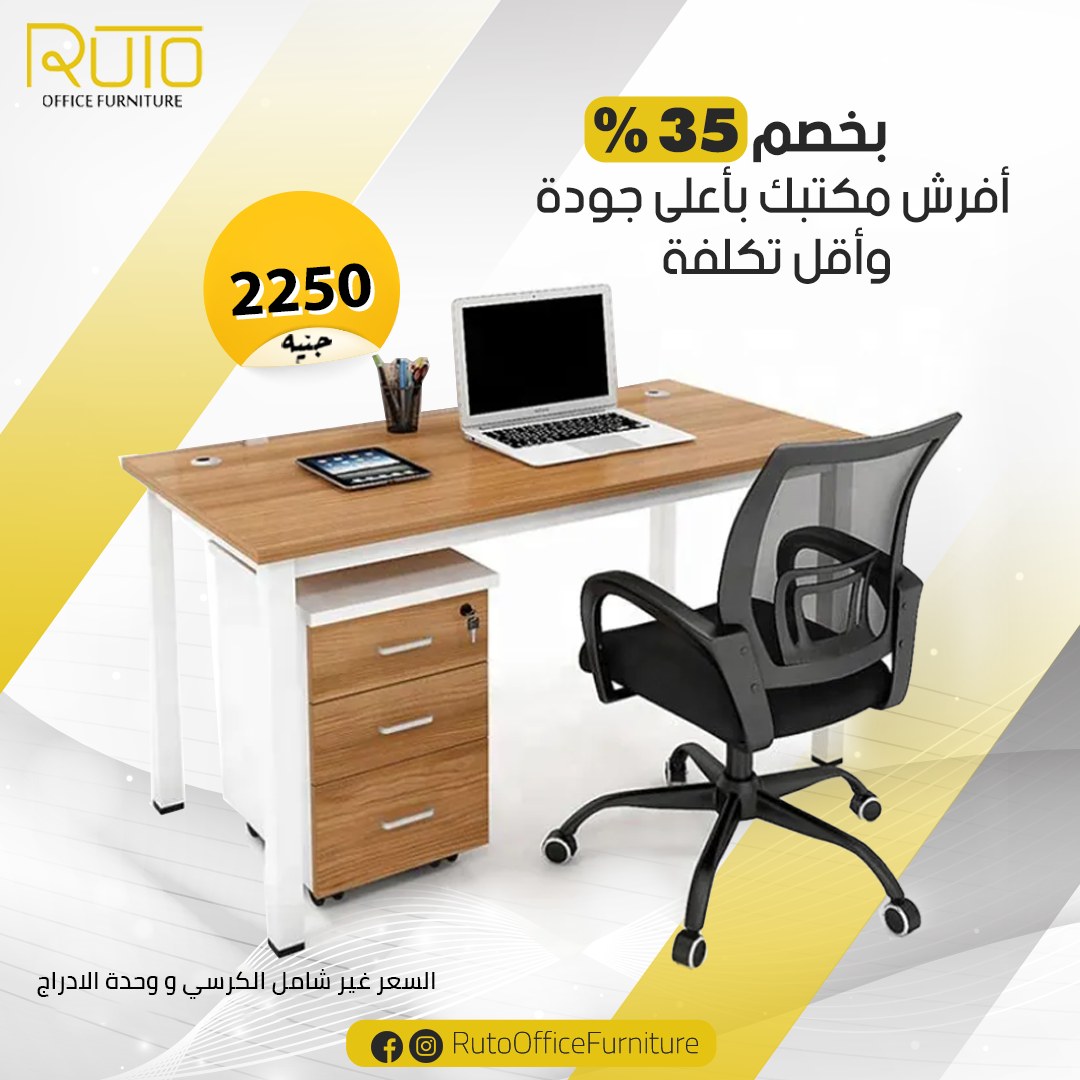 RUTO
OFFICE FURNITURE
بخصم 35 %
أفرش مكتبك بأعلى جودة
وأقل تكلفة
2250
جنيه
السعر غير شامل الكرسي و وحدة الادراج
RutoOfficeFurniture